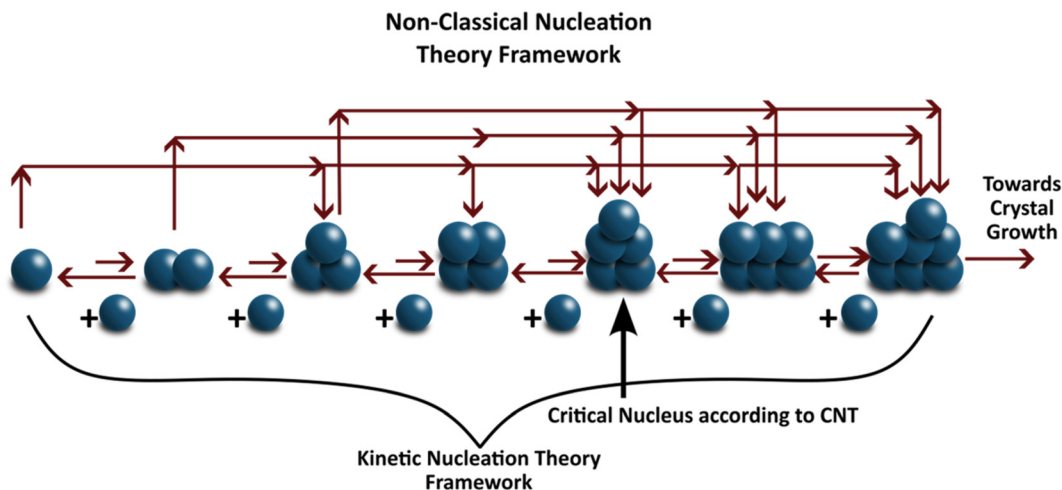 Non-Classical Nucleation
Theory Framework
Towards
Crystal
Growth
+
+
+
+
+
+
Critical Nucleus according to CNT
Kinetic Nucleation Theory
Framework